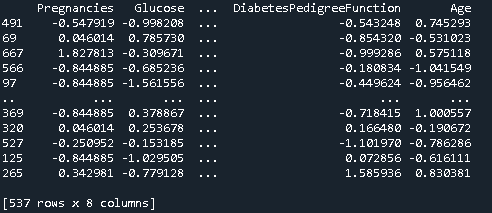 Pregnancies Glucose ... DiabetesPedigreeFunction Age
491 -0.547919 -0.998208 ... -0.543248 0.745293
69 0.046014 0.785730 ... -0.854320 -0.531023
667 1.827813 -0.309671 ... -0.999286 0.575118
566 -0.844885 -0.685236 ... -0.180834 -1.041549
97 -0.844885 -1.561556 ... -0.449624 -0.956462
.. ... ... ... ... ...
369 -0.844885 0.378867 ... -0.718415 1.000557
320 0.046014 0.253678 ... 0.166480 -0.190672
527 -0.250952 -0.153185 ... -1.101970 -0.786286
125 -0.844885 -1.029505 ... 0.072856 -0.616111
265 0.342981 -0.779128 ... 1.585936 0.830381
[537 rows x 8 columns]